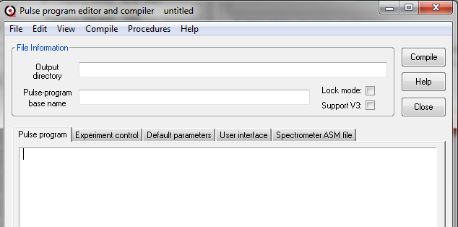 Pulse program editor and compiler untitled
File Edit View Compile Procedures Help
File Information
Output directory
Pulse-program base name
Lock mode:
Support V3:
Compile
Help
Close
Pulse program Experiment control Default parameters User interface Spectrometer ASM file